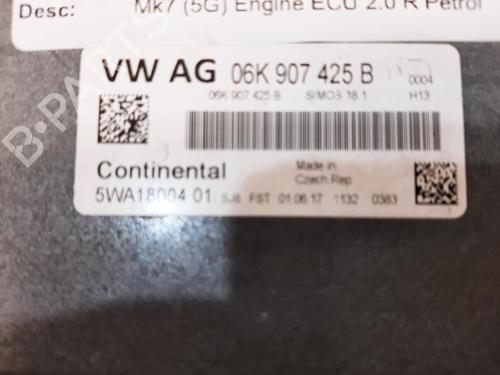 Desc: Mk7 (5G) Engine ECU 2.0 R Petrol
VW AG 06K 907 425 B 0004
06K 907 425 B SIMOS 18.1 H13
Continental Made in
Czech Rep
5WA18004 01 5J8 FST 01.06.17 1132 0383
B-PARTS